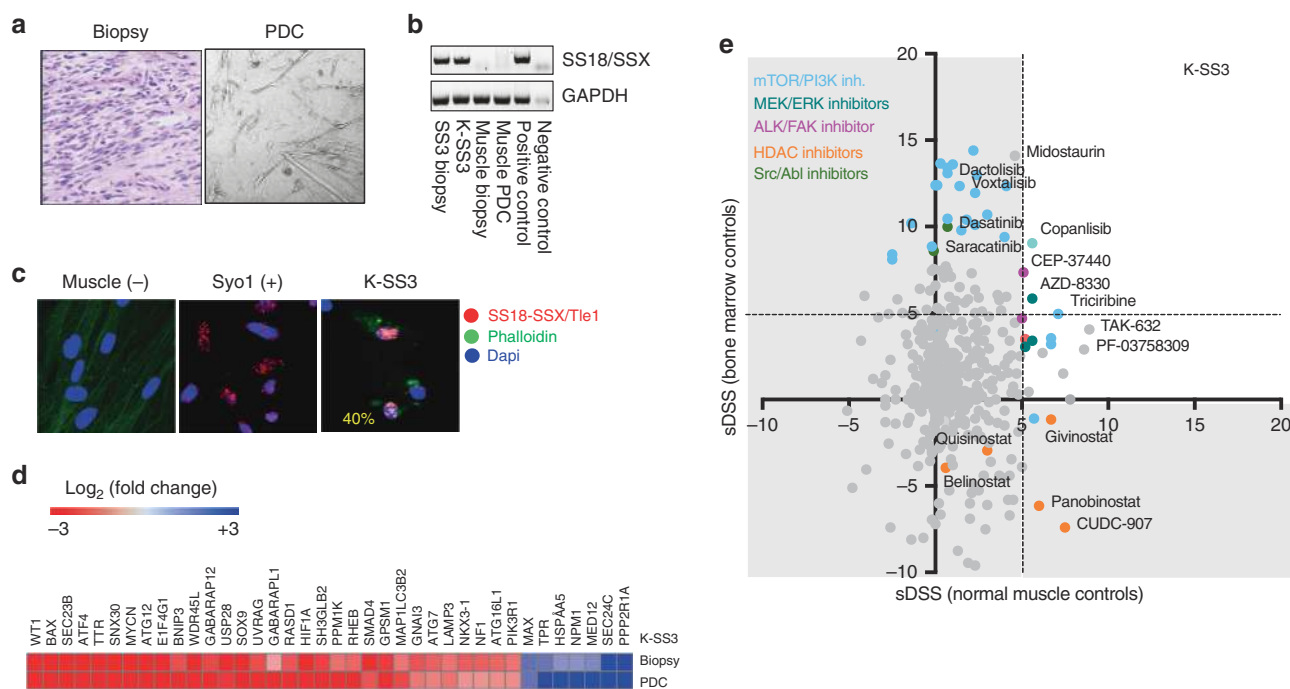 a
Biopsy
PDC
b
SS18/SSX
GAPDH
SS3 biopsy
K-SS3
Muscle biopsy
Muscle PDC
Positive control
Negative control
c
Muscle (–)
Syo1 (+)
K-SS3
40%
SS18-SSX/Tle1
Phalloidin
Dapi
d
Log2 (fold change)
–3
+3
WT1
BAX
SEC23B
ATF4
TTR
SNX30
MYCN
ATG12
E1F4G1
BNIP3
WDR45L
GABARAP12
USP28
SOX9
UVRAG
GABARAPL1
RASD1
HIF1A
SH3GLB2
PPM1K
RHEB
SMAD4
GPSM1
MAP1LC3B2
GNAI3
ATG7
LAMP3
NKX3-1
NF1
ATG16L1
PIK3R1
MAX
TPR
HSPAA5
NPM1
MED12
SEC24C
PPP2R1A
K-SS3
Biopsy
PDC
e
K-SS3
mTOR/PI3K inh.
MEK/ERK inhibitors
ALK/FAK inhibitor
HDAC inhibitors
Src/Abl inhibitors
20
15
10
5
–5
–10
–10
–5
5
10
15
20
Midostaurin
Dactolisib
Voxtalisib
Dasatinib
Saracatinib
Copanlisib
CEP-37440
AZD-8330
Triciribine
TAK-632
PF-03758309
Quisinostat
Givinostat
Belinostat
Panobinostat
CUDC-907
sDSS (bone marrow controls)
sDSS (normal muscle controls)